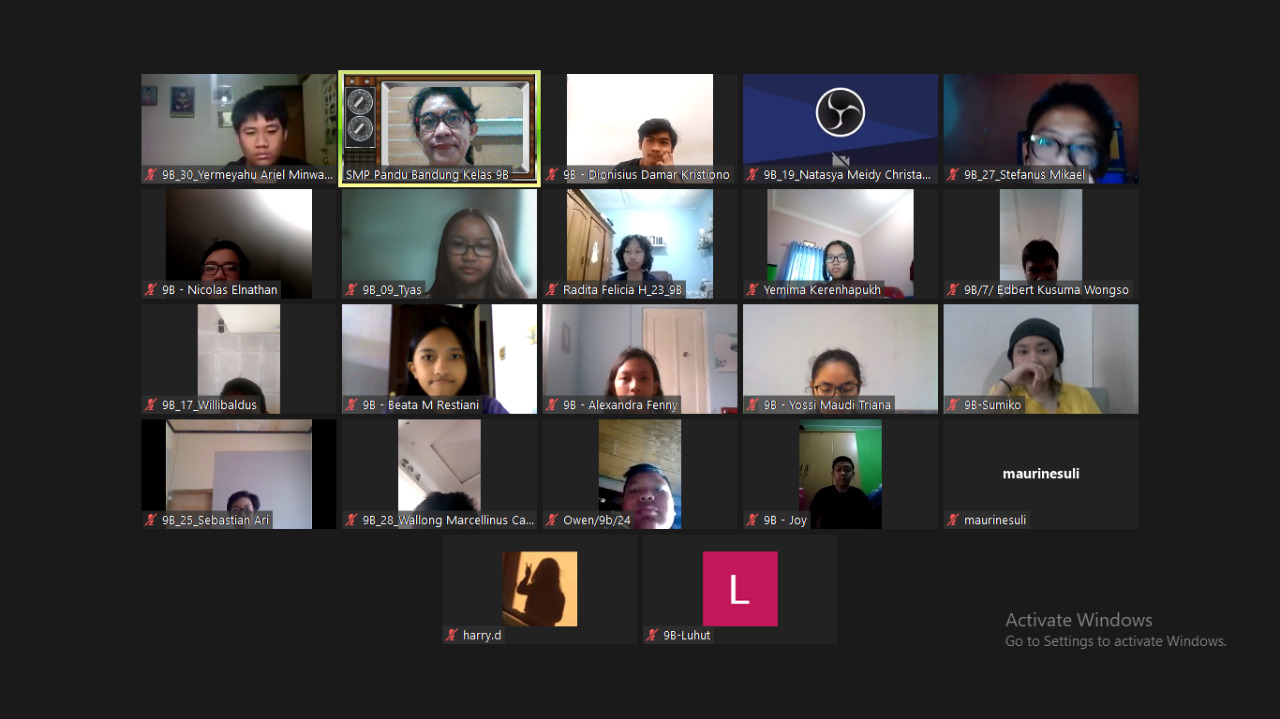 9B_30_Yermeyahu Ariel Minwa...
SMP Pandu Bandung Kelas 9B
9B - Dionisius Damar Kristiono
9B_19_Natasya Meidy Christa...
9B_27_Stefanus Mikael
9B - Nicolas Elnathan
9B_09_Tyas
Radita Felicia H_23_9B
Yemima Kerenhapukh
9B/7/ Edbert Kusuma Wongso
9B_17_Willibaldus
9B - Beata M Restiani
9B - Alexandra Fenny
9B - Yossi Maudi Triana
9B-Sumiko
9B_25_Sebastian Ari
9B_28_Wallong Marcellinus Ca...
Owen/9b/24
9B - Joy
maurinesuli
maurinesuli
harry.d
L
9B-Luhut
Activate Windows
Go to Settings to activate Windows.